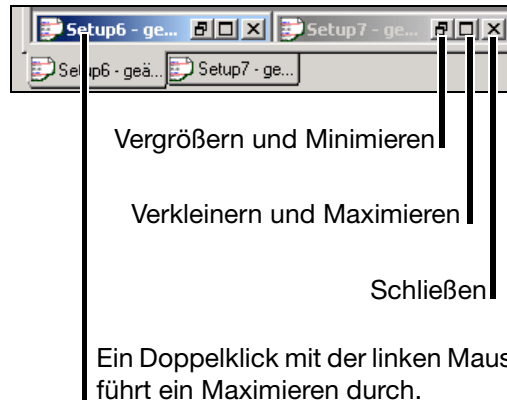 Setup6 - ge... Setup7 - ge...
Setup6 - geä... Setup7 - ge...
Vergrößern und Minimieren
Verkleinern und Maximieren
Schließen
Ein Doppelklick mit der linken Maus
führt ein Maximieren durch.